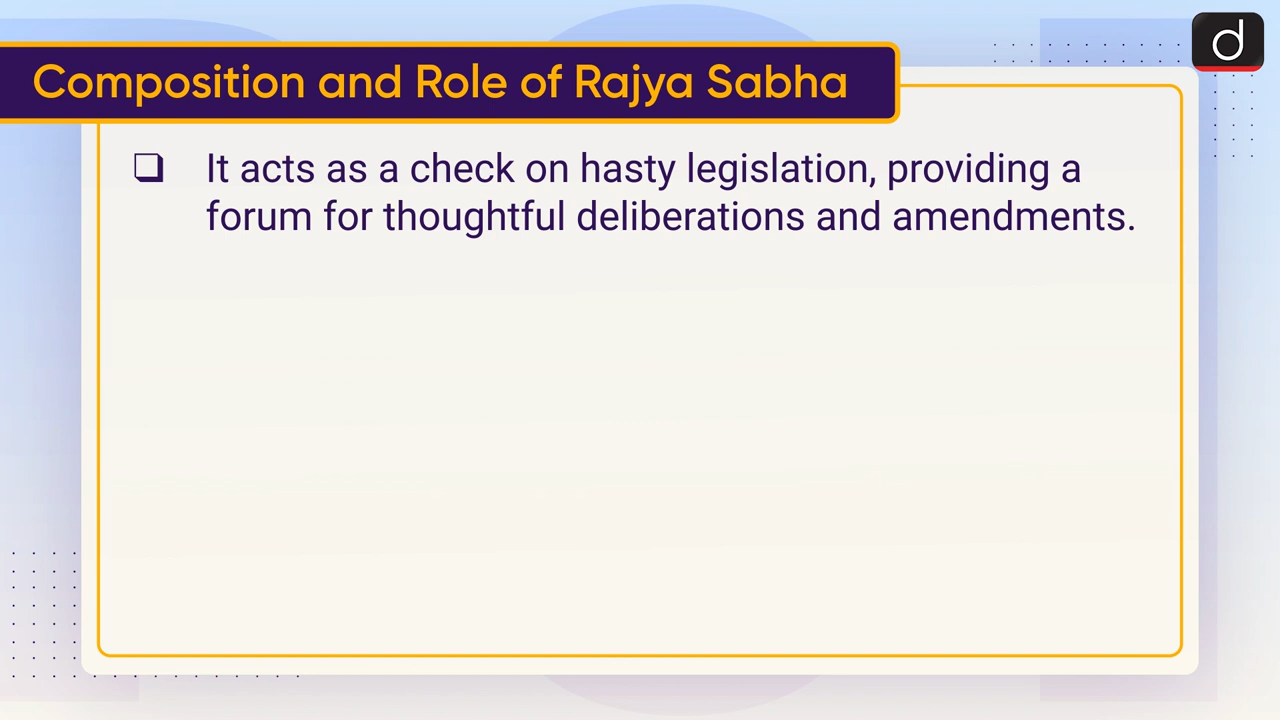 Composition and Role of Rajya Sabha
d
❑ It acts as a check on hasty legislation, providing a
forum for thoughtful deliberations and amendments.